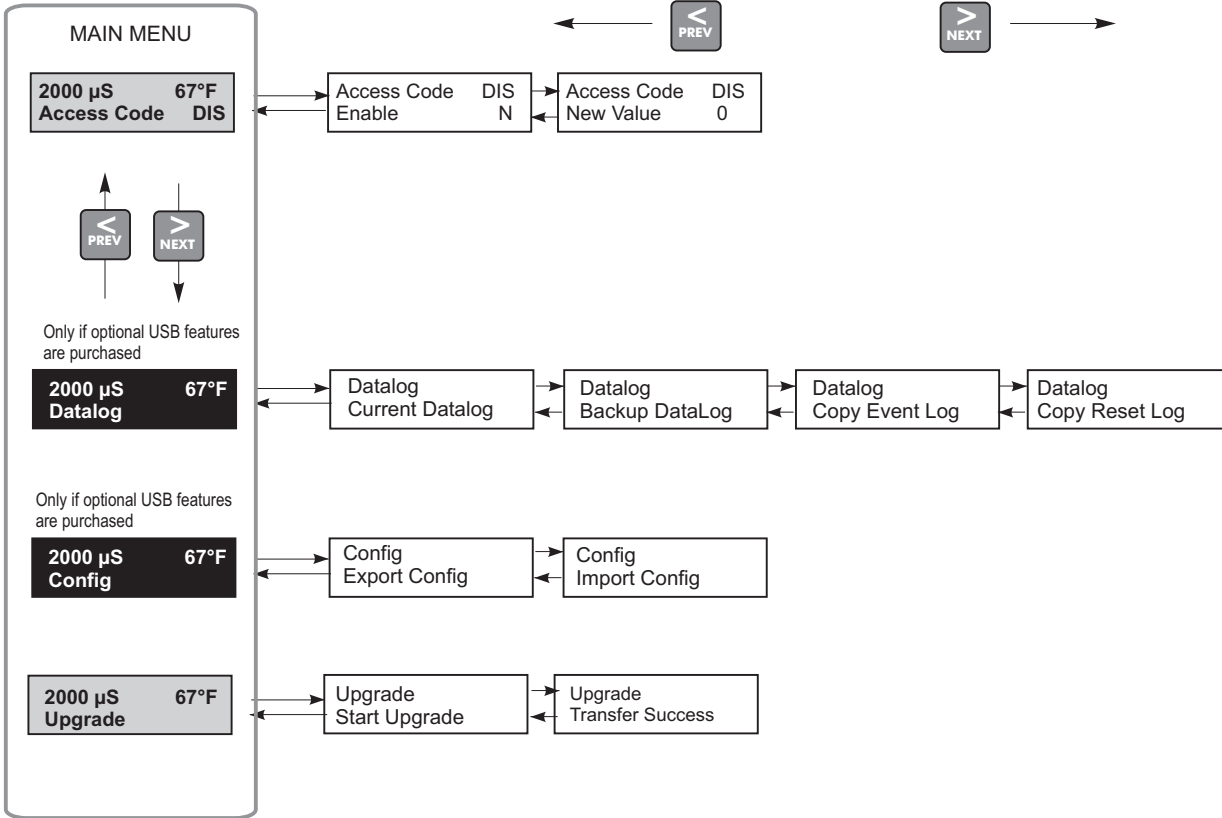 MAIN MENU
< PREV
> NEXT
2000 µS 67°F
Access Code DIS
Access Code DIS
Enable N
Access Code DIS
New Value 0
< PREV
> NEXT
Only if optional USB features
are purchased
2000 µS 67°F
Datalog
Datalog
Current Datalog
Datalog
Backup DataLog
Datalog
Copy Event Log
Datalog
Copy Reset Log
Only if optional USB features
are purchased
2000 µS 67°F
Config
Config
Export Config
Config
Import Config
2000 µS 67°F
Upgrade
Upgrade
Start Upgrade
Upgrade
Transfer Success